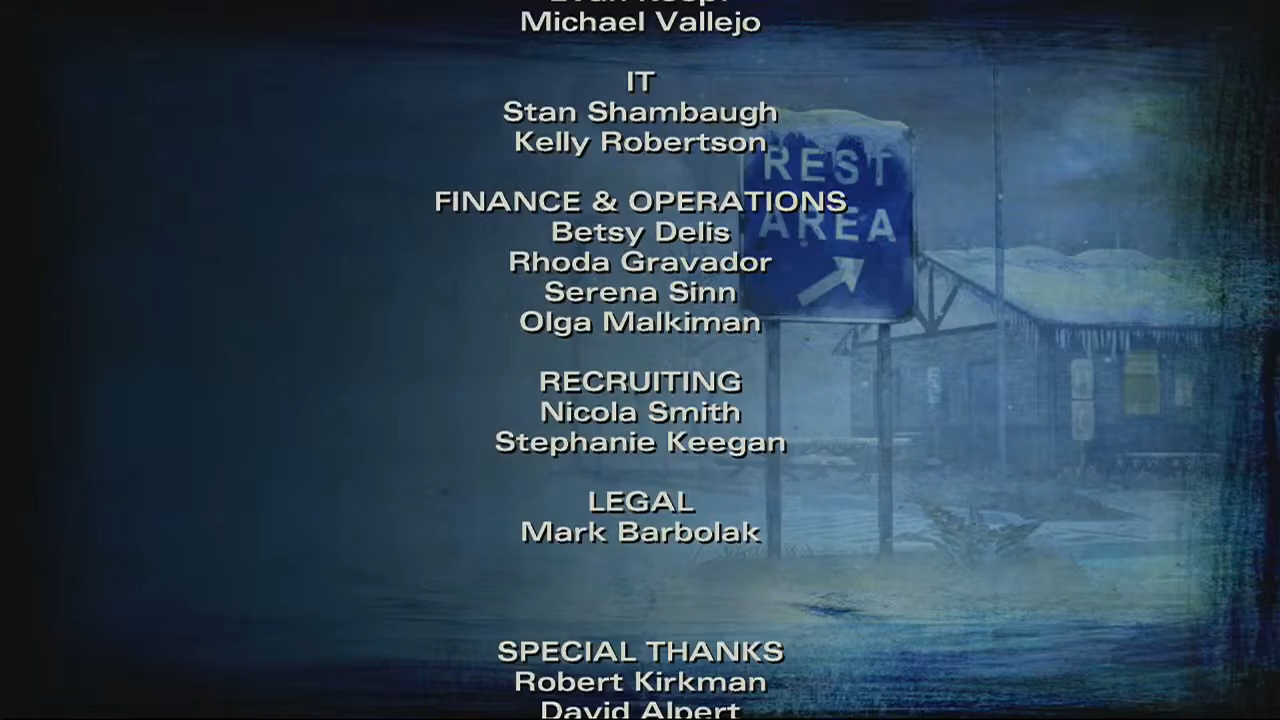 Michael Vallejo
IT
Stan Shambaugh
Kelly Robertson
FINANCE & OPERATIONS
Betsy Delis
Rhoda Gravador
Serena Sinn
Olga Malkiman
RECRUITING
Nicola Smith
Stephanie Keegan
LEGAL
Mark Barbolak
SPECIAL THANKS
Robert Kirkman
David Alpert
REST
AREA